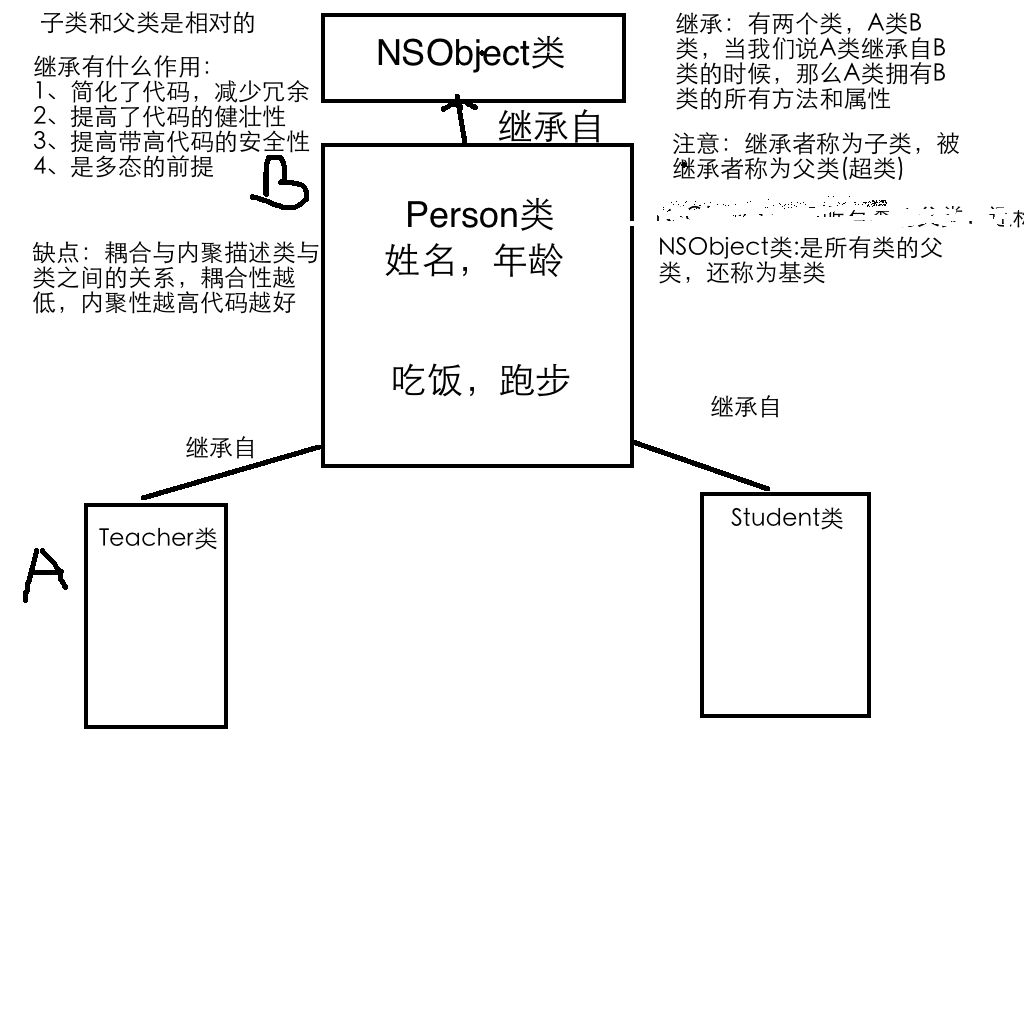 子类和父类是相对的
继承有什么作用：
1、简化了代码，减少冗余
2、提高了代码的健壮性
3、提高带高代码的安全性
4、是多态的前提
缺点：耦合与内聚描述类与
类之间的关系，耦合性越
低，内聚性越高代码越好
NSObject类
继承自
B
Person类
姓名，年龄
吃饭，跑步
继承：有两个类，A类B
类，当我们说A类继承自B
类的时候，那么A类拥有B
类的所有方法和属性
注意：继承者称为子类，被
继承者称为父类(超类)
NSObject类:是所有类的父
类，还称为基类
继承自
继承自
Teacher类
Student类
A